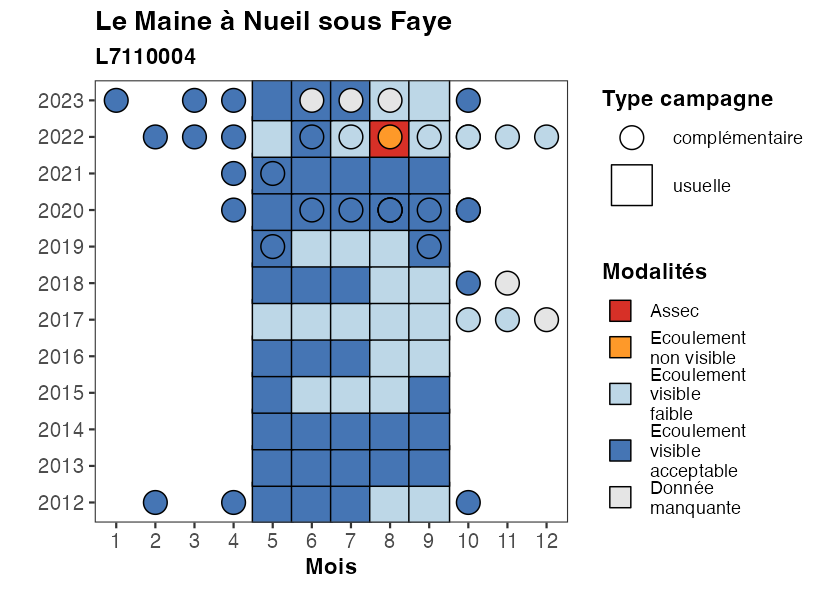 Le Maine à Nueil sous Faye
L7110004
2023
2022
2021
2020
2019
2018
2017
2016
2015
2014
2013
2012
1 2 3 4 5 6 7 8 9 10 11 12
Mois
Type campagne
complémentaire
usuelle
Modalités
Assec
Ecoulement
non visible
Ecoulement
visible
faible
Ecoulement
visible
acceptable
Donnée
manquante